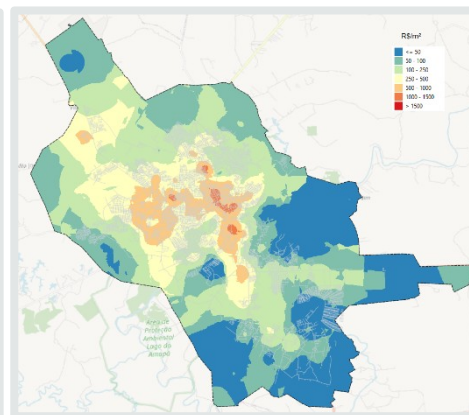 R$/m²
<= 50
50 - 100
100 - 250
250 - 500
500 - 1000
1000 - 1500
> 1500
Área de
Proteção
Ambiental
Lago do
Amapá